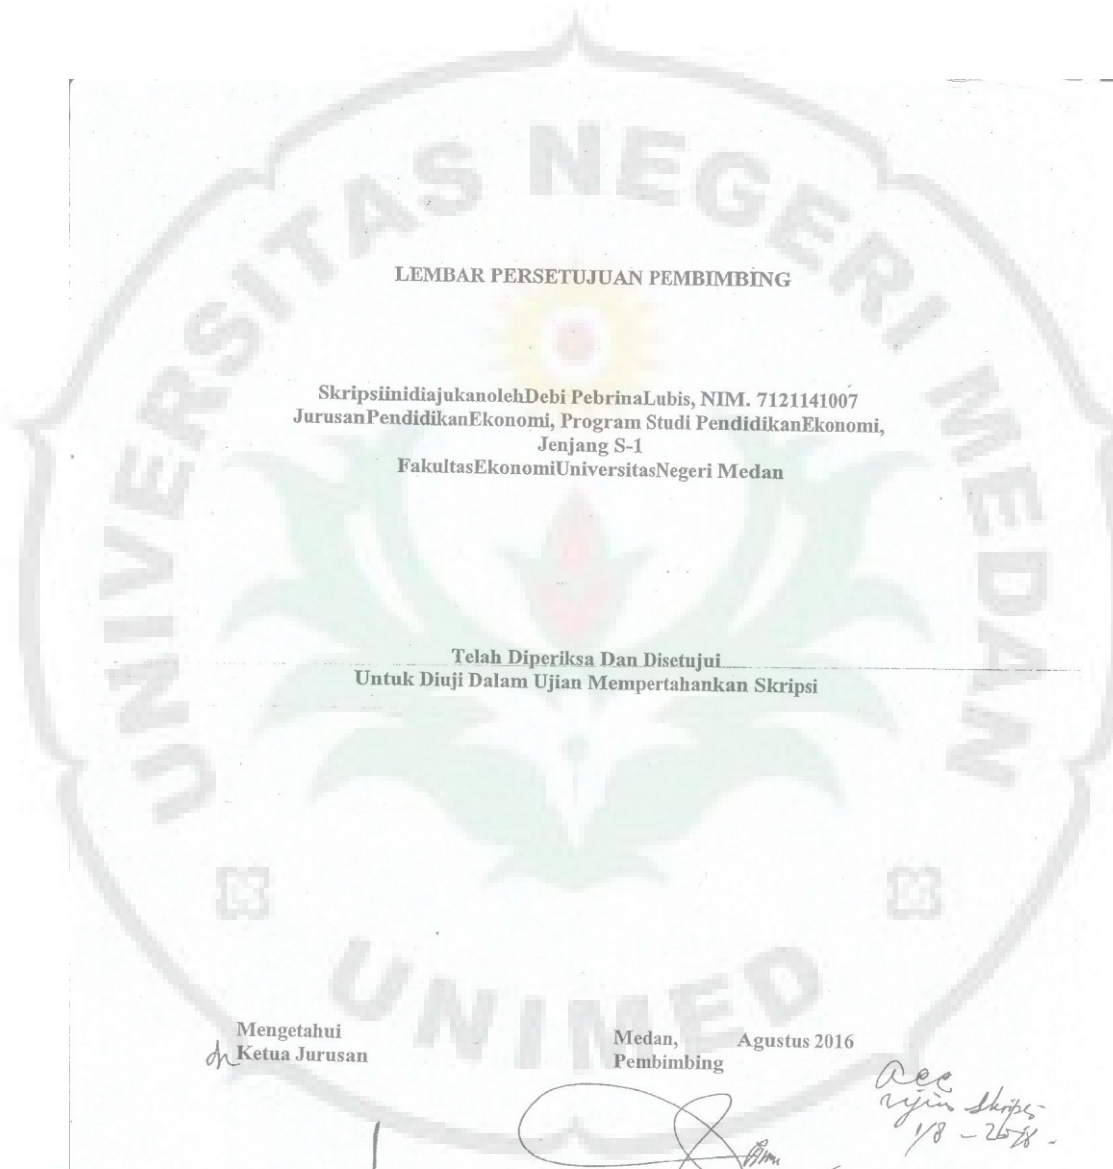 UNIVERSITAS NEGERI MEDAN
UNIMED
LEMBAR PERSETUJUAN PEMBIMBING
SkripsiinidiajukanolehDebi PebrinaLubis, NIM. 7121141007
JurusanPendidikanEkonomi, Program Studi PendidikanEkonomi,
Jenjang S-1
FakultasEkonomiUniversitasNegeri Medan
Telah Diperiksa Dan Disetujui
Untuk Diuji Dalam Ujian Mempertahankan Skripsi
Mengetahui
Ketua Jurusan
Medan, Agustus 2016
Pembimbing
acc
ujian Skripsi
1/8 -